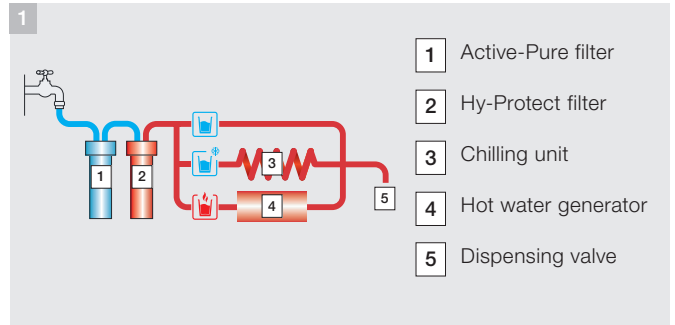 1
1 Active-Pure filter
2 Hy-Protect filter
3 Chilling unit
4 Hot water generator
5 Dispensing valve
1
2
3
4
5